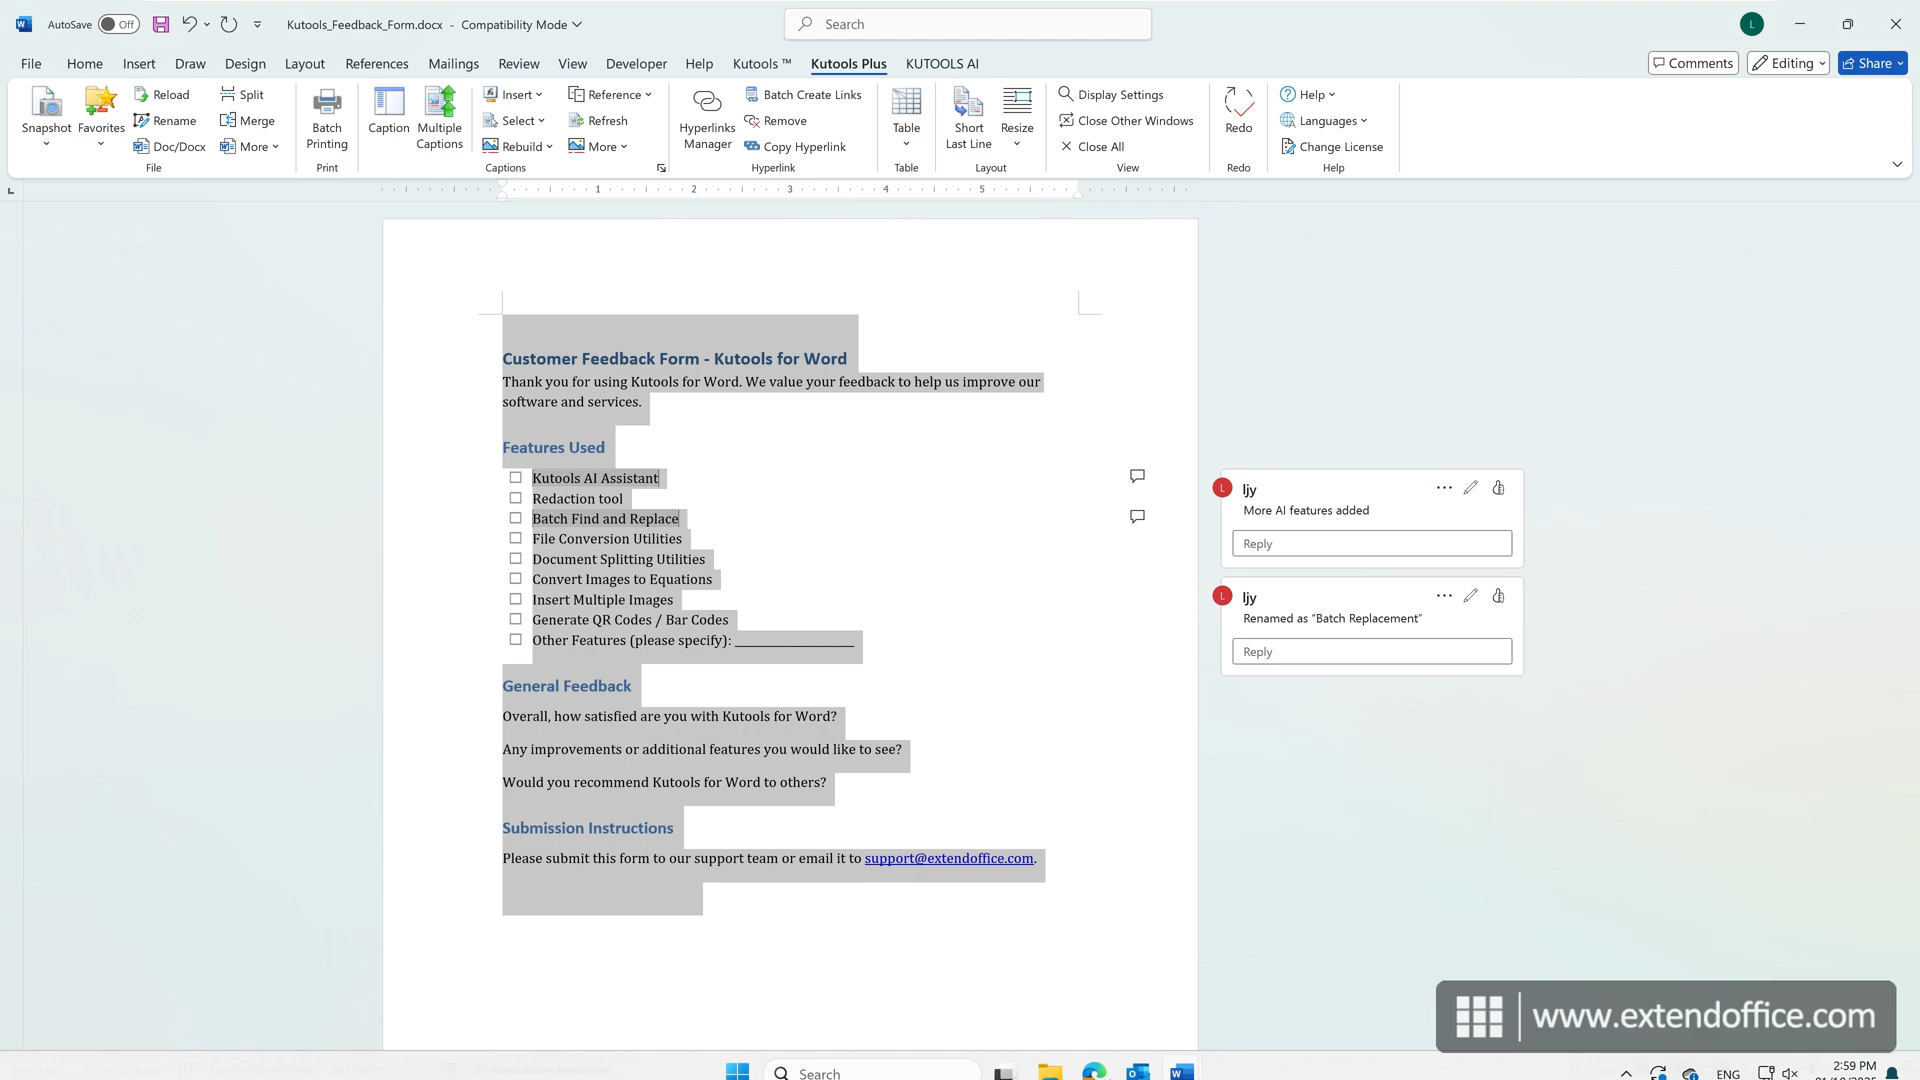 AutoSave Off Kutools_Feedback_Form.docx - Compatibility Mode Search L
File Home Insert Draw Design Layout References Mailings Review View Developer Help Kutools ™ Kutools Plus KUTOOLS AI Comments Editing Share
Snapshot Favorites Reload Rename Doc/Docx Split Merge More File
Batch Printing Print
Caption Multiple Captions Insert Select Rebuild Reference Refresh More Captions
Hyperlinks Manager Batch Create Links Remove Copy Hyperlink Hyperlink
Table Table
Short Last Line Resize Layout
Display Settings Close Other Windows Close All View
Redo Redo
Help Languages Change License Help
1 2 3 4 5
Customer Feedback Form - Kutools for Word
Thank you for using Kutools for Word. We value your feedback to help us improve our
software and services.
Features Used
Kutools AI Assistant
Redaction tool
Batch Find and Replace
File Conversion Utilities
Document Splitting Utilities
Convert Images to Equations
Insert Multiple Images
Generate QR Codes / Bar Codes
Other Features (please specify): ________________
General Feedback
Overall, how satisfied are you with Kutools for Word?
Any improvements or additional features you would like to see?
Would you recommend Kutools for Word to others?
Submission Instructions
Please submit this form to our support team or email it to support@extendoffice.com.
L ljy
More AI features added
Reply
L ljy
Renamed as “Batch Replacement”
Reply
www.extendoffice.com
Search
ENG
2:59 PM